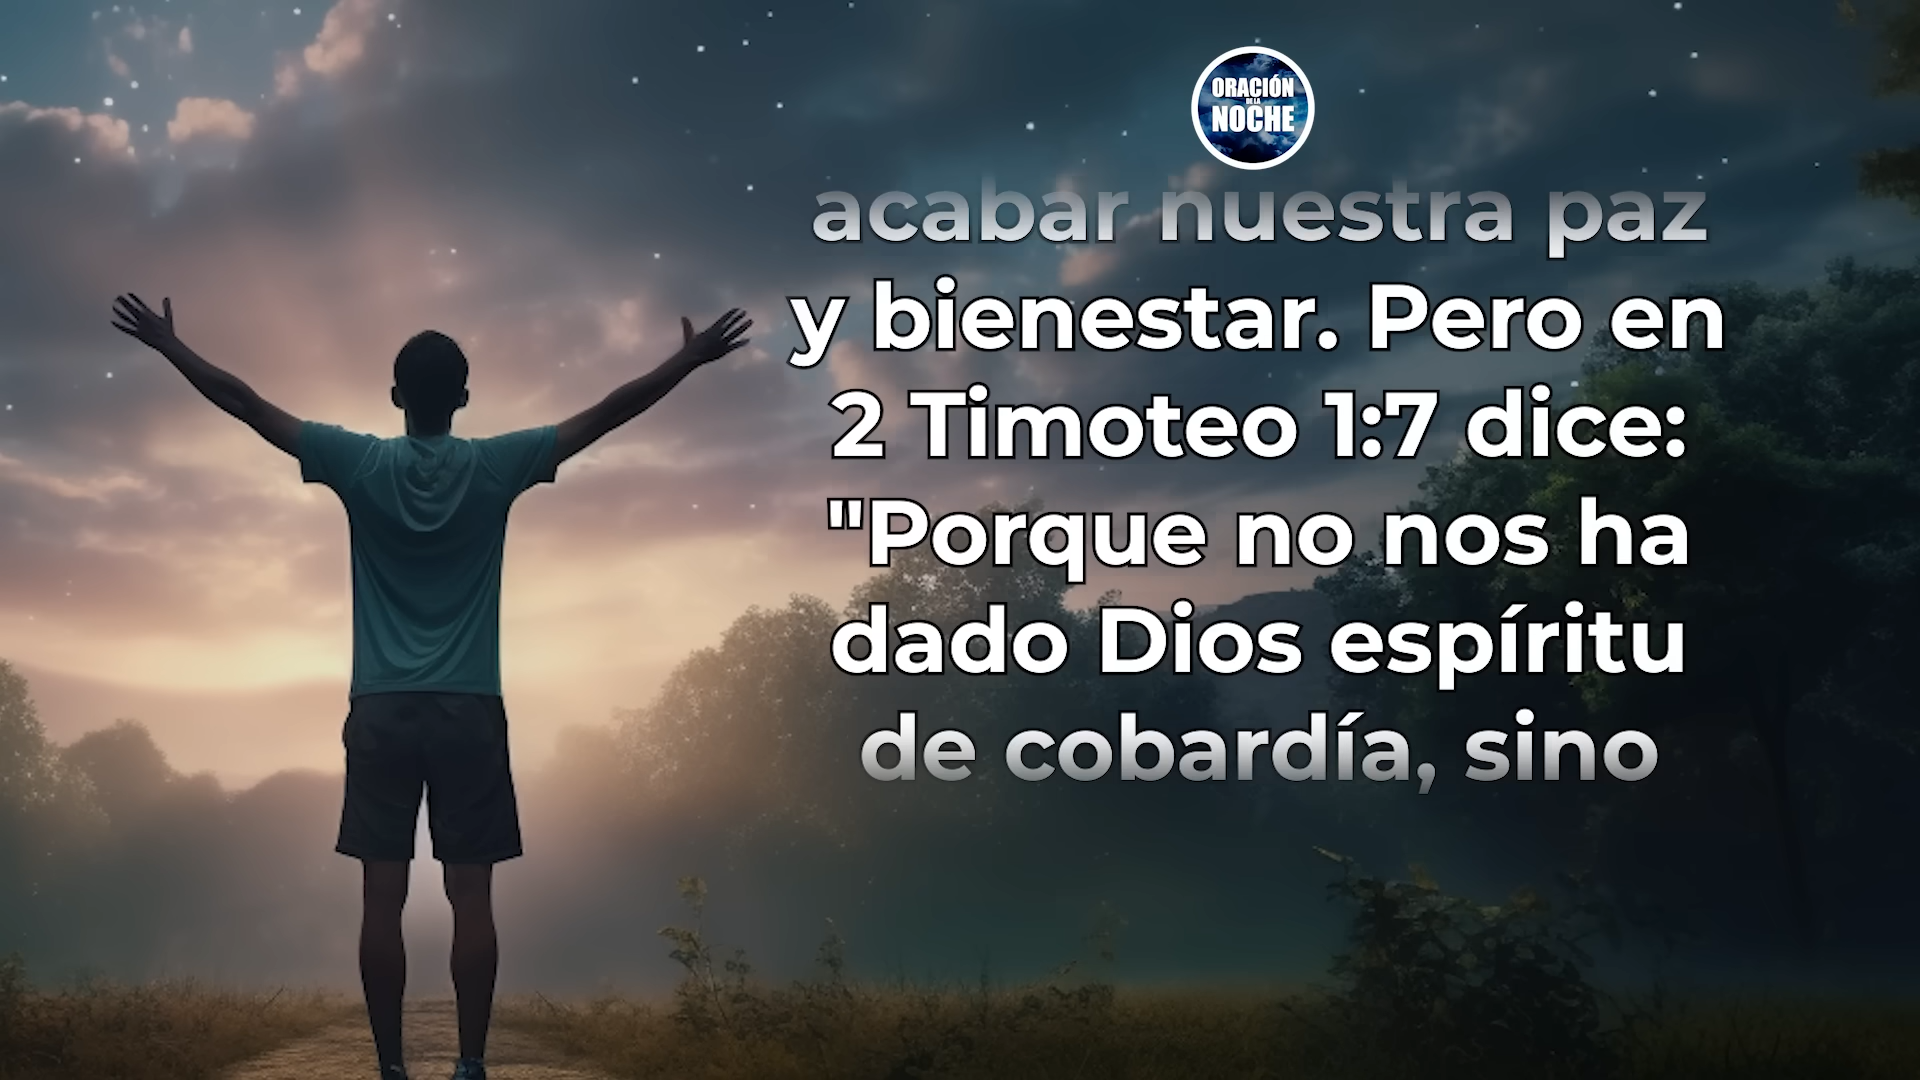 ORACIÓN
DE LA
NOCHE
acabar nuestra paz
y bienestar. Pero en
2 Timoteo 1:7 dice:
"Porque no nos ha
dado Dios espíritu
de cobardía, sino